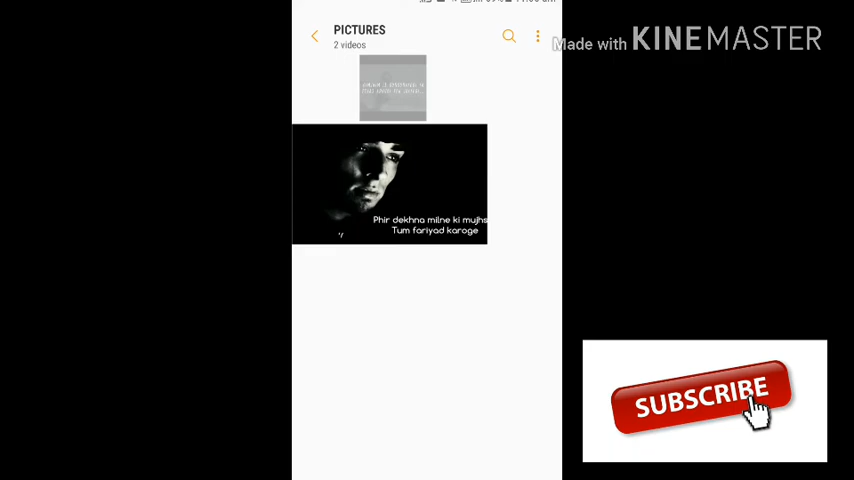 PICTURES
2 videos
Made with KINEMASTER
Phir dekhna milne ki mujhs
Tum fariyad karoge
SUBSCRIBE